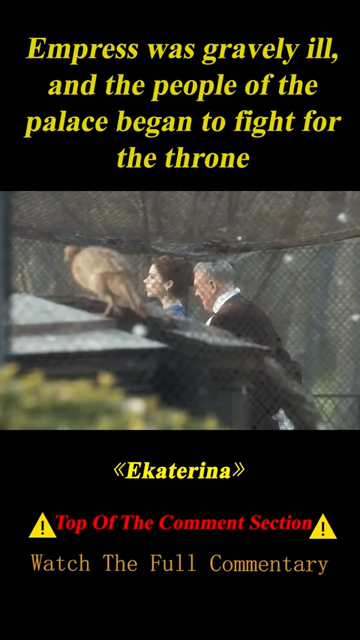 Empress was gravely ill,
and the people of the
palace began to fight for
the throne
《Ekaterina》
Top Of The Comment Section
Watch The Full Commentary